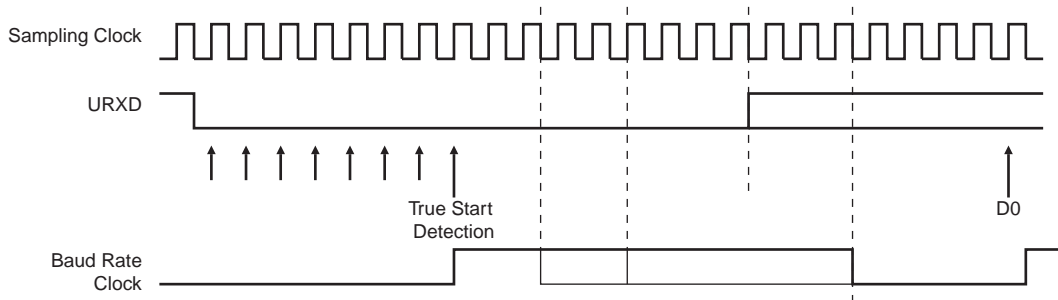 Sampling Clock
URXD
True Start
Detection
D0
Baud Rate
Clock